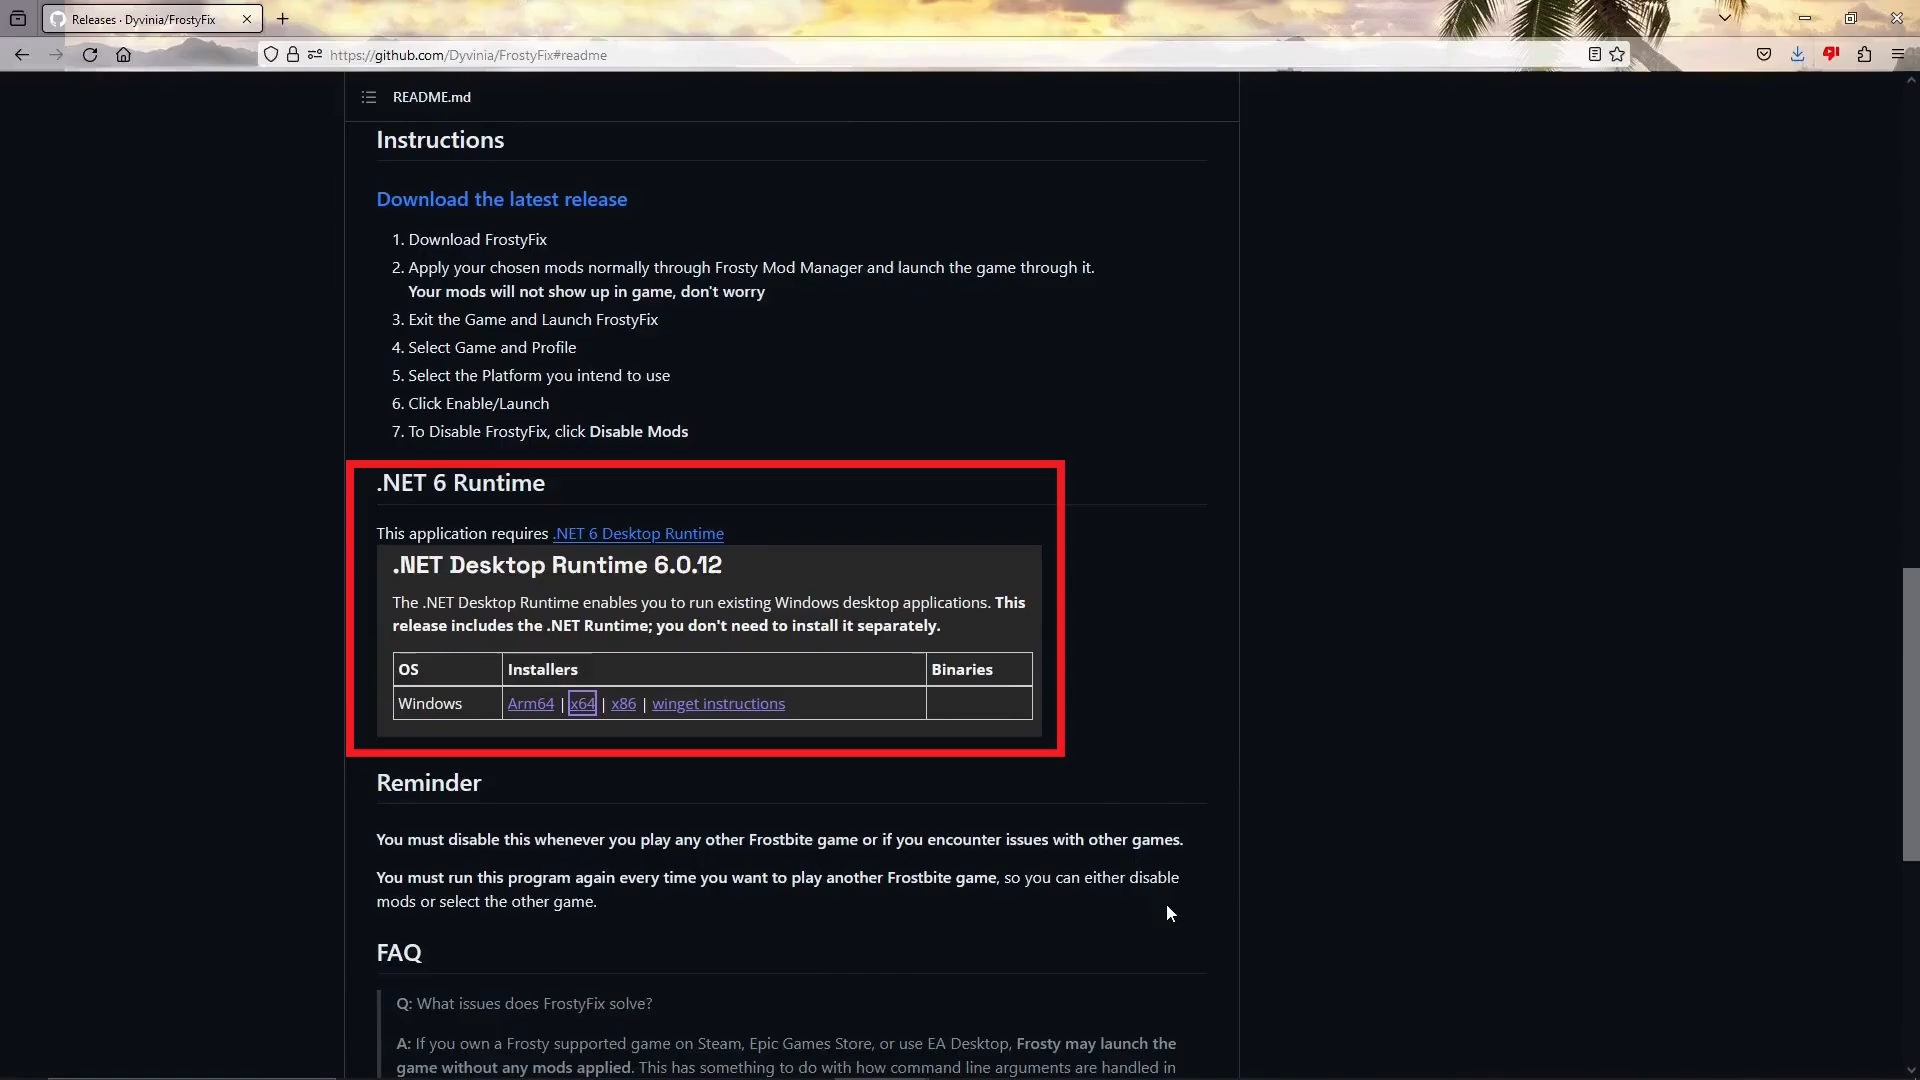 Releases · Dyvinia/FrostyFix
https://github.com/Dyvinia/FrostyFix#readme
README.md
Instructions
Download the latest release
1. Download FrostyFix
2. Apply your chosen mods normally through Frosty Mod Manager and launch the game through it.
Your mods will not show up in game, don't worry
3. Exit the Game and Launch FrostyFix
4. Select Game and Profile
5. Select the Platform you intend to use
6. Click Enable/Launch
7. To Disable FrostyFix, click Disable Mods
.NET 6 Runtime
This application requires .NET 6 Desktop Runtime
.NET Desktop Runtime 6.0.12
The .NET Desktop Runtime enables you to run existing Windows desktop applications. This
release includes the .NET Runtime; you don't need to install it separately.
OS Installers Binaries
Windows Arm64 | x64 | x86 | winget instructions
Reminder
You must disable this whenever you play any other Frostbite game or if you encounter issues with other games.
You must run this program again every time you want to play another Frostbite game, so you can either disable
mods or select the other game.
FAQ
Q: What issues does FrostyFix solve?
A: If you own a Frosty supported game on Steam, Epic Games Store, or use EA Desktop, Frosty may launch the
game without any mods applied. This has something to do with how command line arguments are handled in